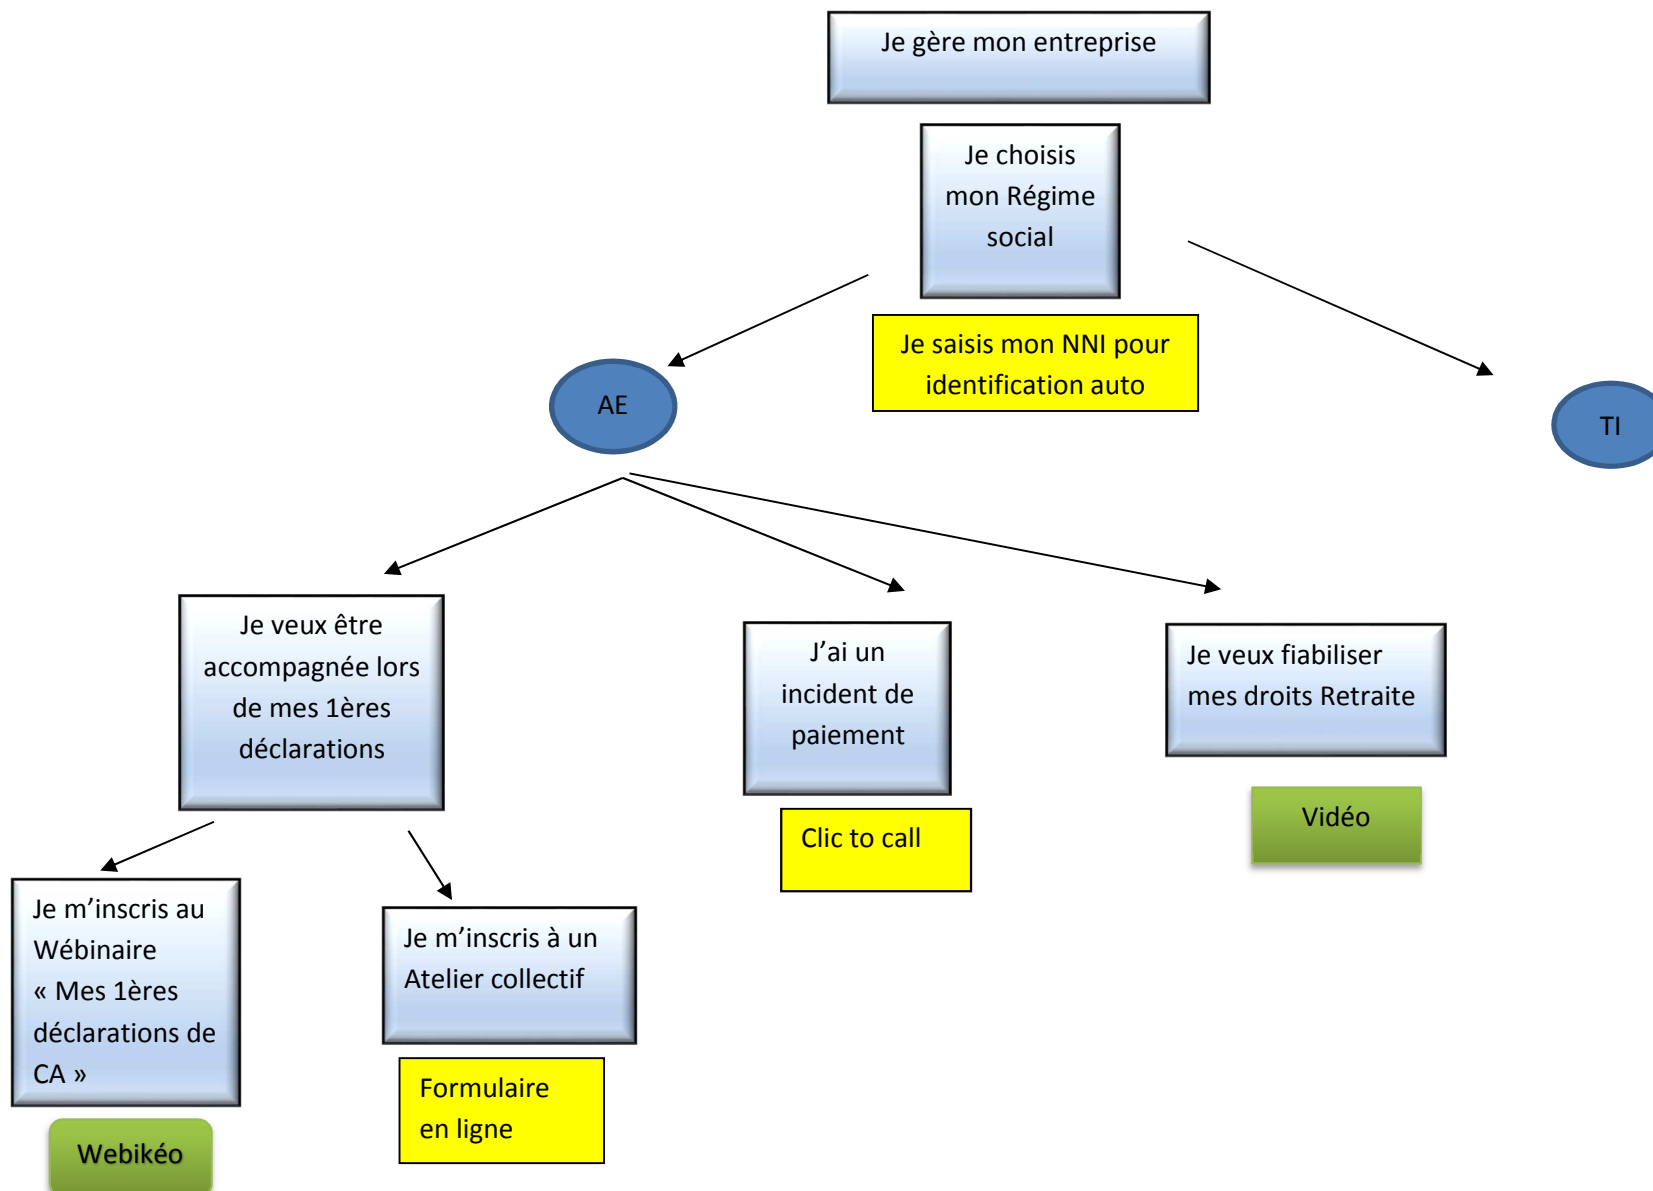 Je gère mon entreprise
Je choisis
mon Régime
social
Je saisis mon NNI pour
identification auto
AE
TI
Je veux être
accompagnée lors
de mes 1ères
déclarations
J’ai un
incident de
paiement
Je veux fiabiliser
mes droits Retraite
Clic to call
Vidéo
Je m’inscris au
Wébinaire
« Mes 1ères
déclarations de
CA »
Je m’inscris à un
Atelier collectif
Formulaire
en ligne
Webikéo